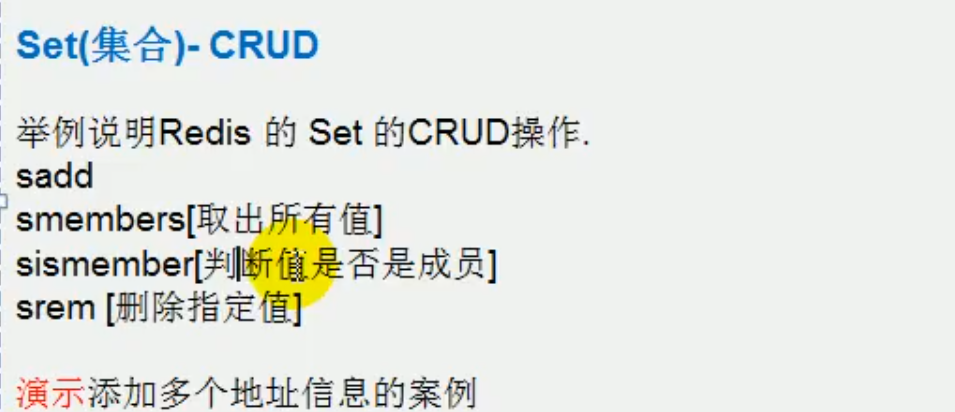 Set(集合)- CRUD
举例说明Redis 的 Set 的CRUD操作.
sadd
smembers[取出所有值]
sismember[判断值是否是成员]
srem [删除指定值]
演示添加多个地址信息的案例